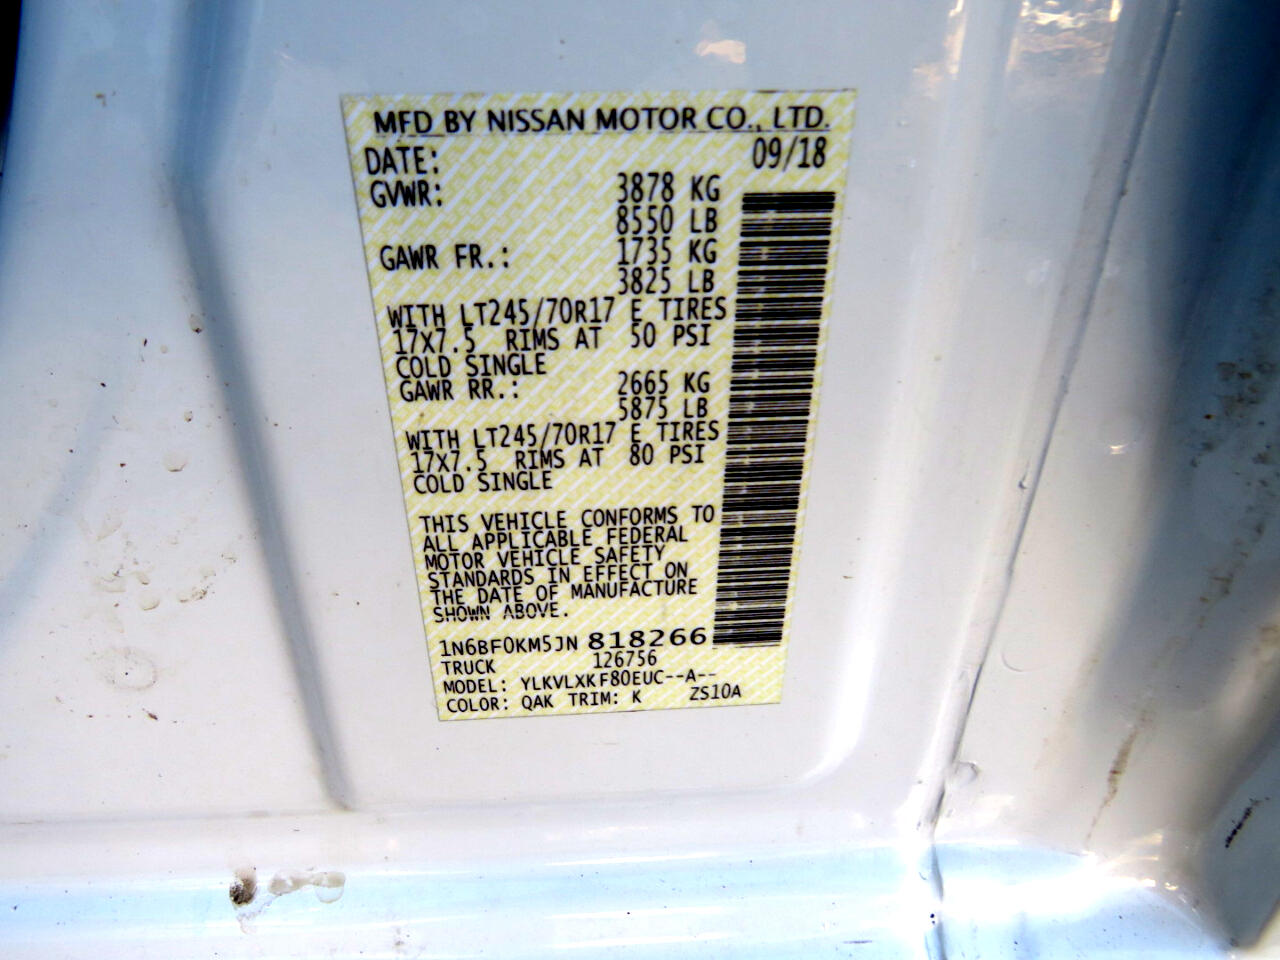 MFD BY NISSAN MOTOR CO., LTD.
DATE: 09/18
GVWR: 3878 KG
8550 LB
GAWR FR.: 1735 KG
3825 LB
WITH LT245/70R17 E TIRES
17X7.5 RIMS AT 50 PSI
COLD SINGLE
GAWR RR.: 2665 KG
5875 LB
WITH LT245/70R17 E TIRES
17X7.5 RIMS AT 80 PSI
COLD SINGLE
THIS VEHICLE CONFORMS TO
ALL APPLICABLE FEDERAL
MOTOR VEHICLE SAFETY
STANDARDS IN EFFECT ON
THE DATE OF MANUFACTURE
SHOWN ABOVE.
1N6BF0KM5JN 818266
TRUCK 126756
MODEL: YLKVLXKF80EUC--A--
COLOR: QAK TRIM: K ZS10A